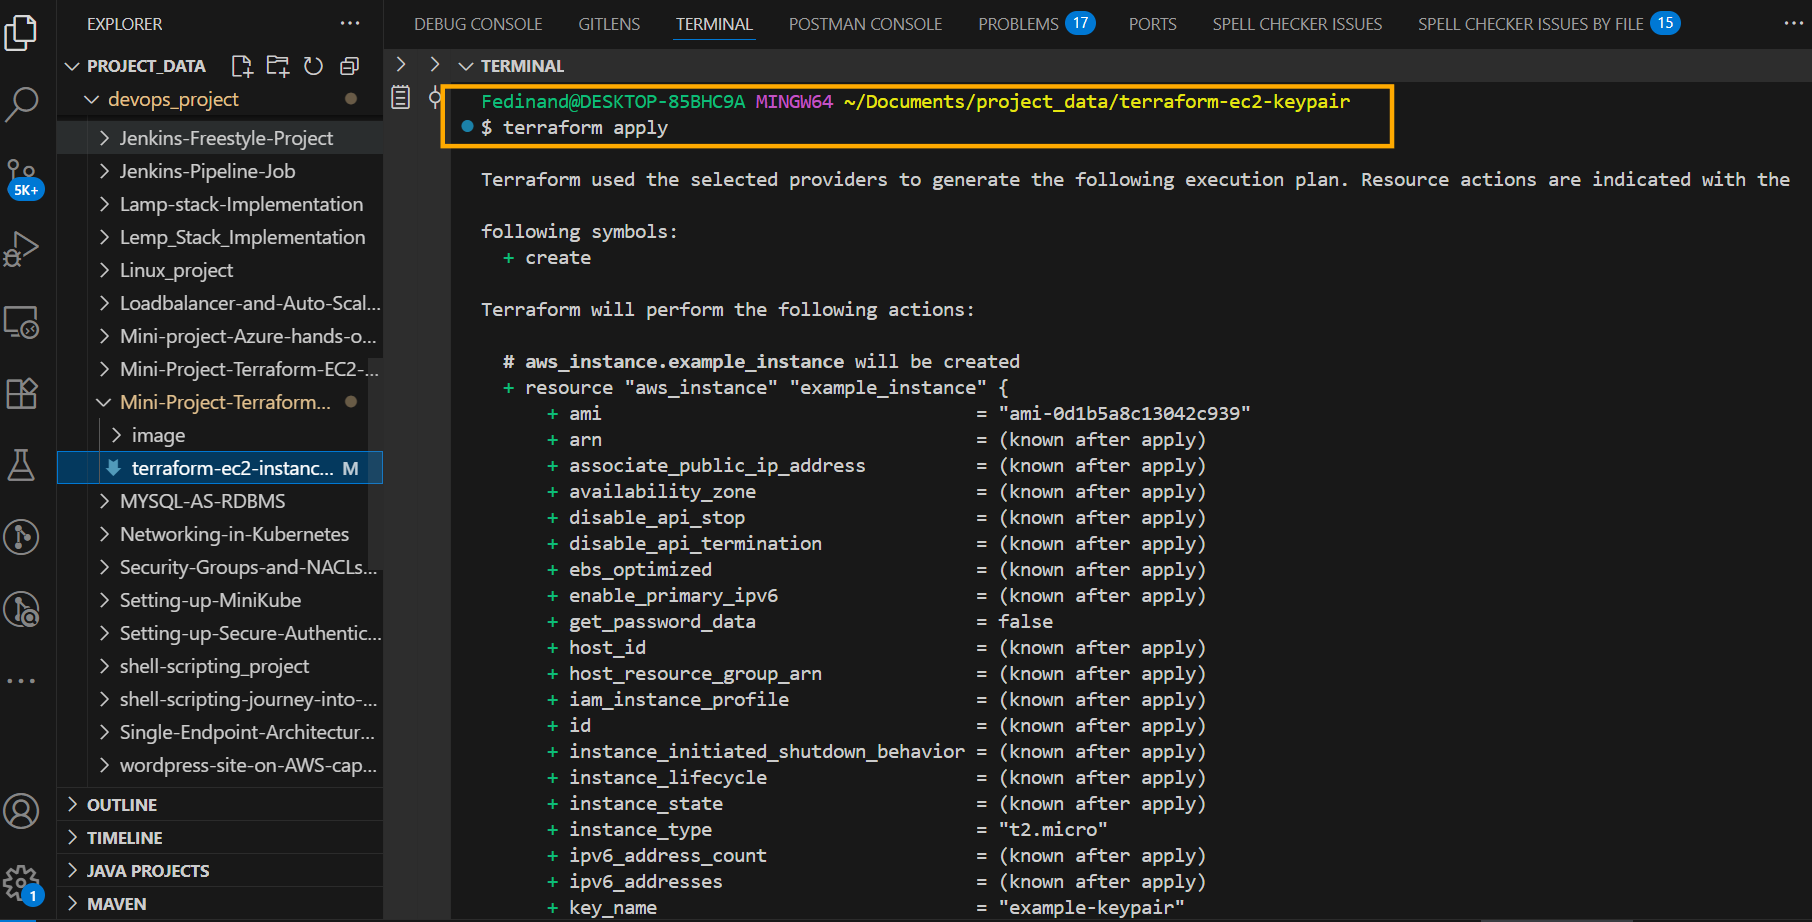 EXPLORER
DEBUG CONSOLE
GITLENS
TERMINAL
POSTMAN CONSOLE
PROBLEMS 17
PORTS
SPELL CHECKER ISSUES
SPELL CHECKER ISSUES BY FILE 15
PROJECT_DATA
devops_project
Jenkins-Freestyle-Project
Jenkins-Pipeline-Job
Lamp-stack-Implementation
Lemp_Stack_Implementation
Linux_project
Loadbalancer-and-Auto-Scal...
Mini-project-Azure-hands-o...
Mini-Project-Terraform-EC2-...
Mini-Project-Terraform...
image
terraform-ec2-instanc... M
MYSQL-AS-RDBMS
Networking-in-Kubernetes
Security-Groups-and-NACLs...
Setting-up-MiniKube
Setting-up-Secure-Authentic...
shell-scripting_project
shell-scripting-journey-into-...
Single-Endpoint-Architectur...
wordpress-site-on-AWS-cap...
OUTLINE
TIMELINE
JAVA PROJECTS
MAVEN
5K+
1
TERMINAL
Fedinand@DESKTOP-85BHC9A MINGW64 ~/Documents/project_data/terraform-ec2-keypair
$ terraform apply
Terraform used the selected providers to generate the following execution plan. Resource actions are indicated with the
following symbols:
+ create
Terraform will perform the following actions:
# aws_instance.example_instance will be created
+ resource "aws_instance" "example_instance" {
+ ami = "ami-0d1b5a8c13042c939"
+ arn = (known after apply)
+ associate_public_ip_address = (known after apply)
+ availability_zone = (known after apply)
+ disable_api_stop = (known after apply)
+ disable_api_termination = (known after apply)
+ ebs_optimized = (known after apply)
+ enable_primary_ipv6 = (known after apply)
+ get_password_data = false
+ host_id = (known after apply)
+ host_resource_group_arn = (known after apply)
+ iam_instance_profile = (known after apply)
+ id = (known after apply)
+ instance_initiated_shutdown_behavior = (known after apply)
+ instance_lifecycle = (known after apply)
+ instance_state = (known after apply)
+ instance_type = "t2.micro"
+ ipv6_address_count = (known after apply)
+ ipv6_addresses = (known after apply)
+ key_name = "example-keypair"